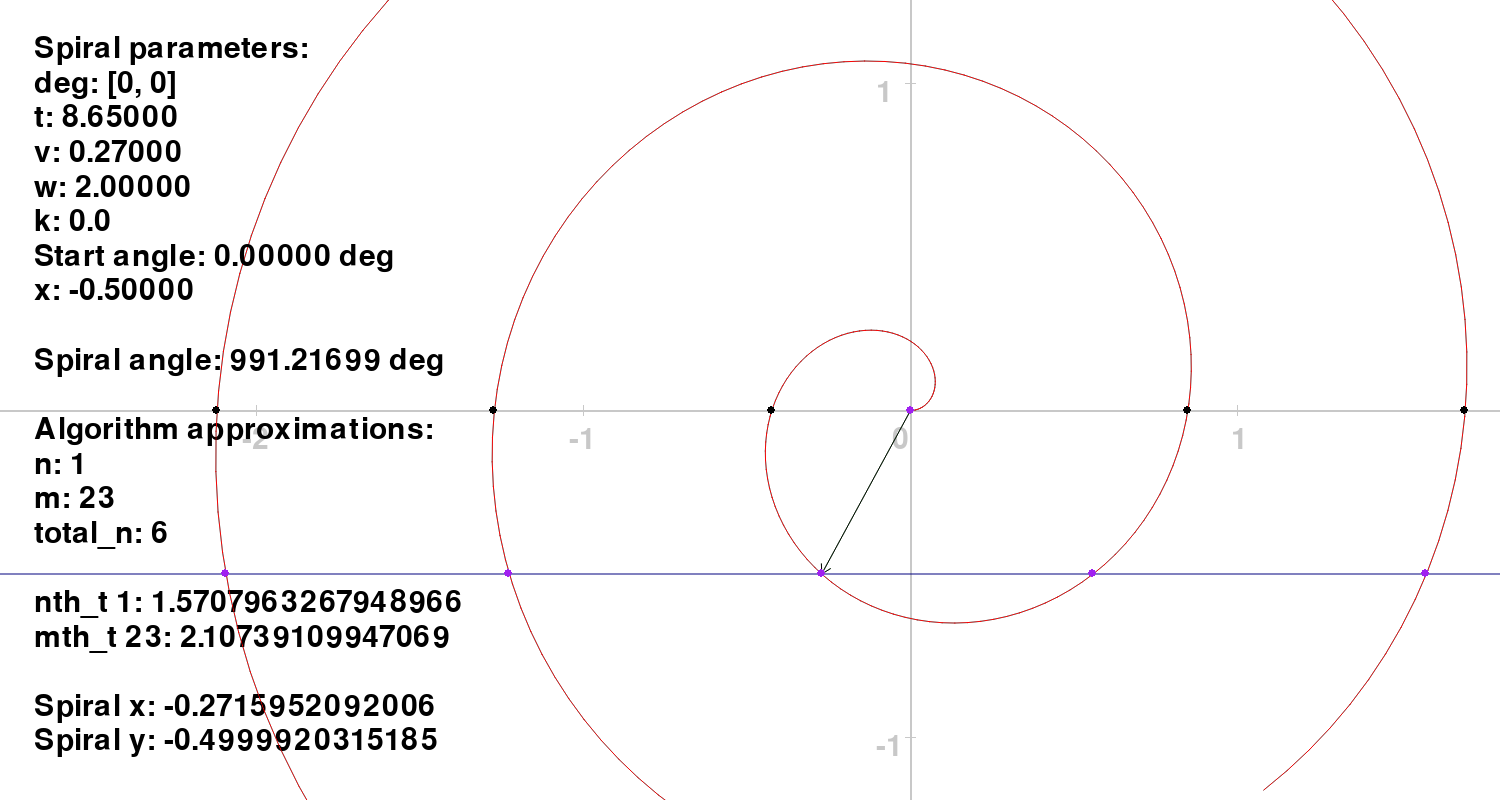 Spiral parameters:
deg: [0, 0]
t: 8.65000
v: 0.27000
w: 2.00000
k: 0.0
Start angle: 0.00000 deg
x: -0.50000
Spiral angle: 991.21699 deg
Algorithm approximations:
n: 1
m: 23
total_n: 6
nth_t 1: 1.5707963267948966
mth_t 23: 2.10739109947069
Spiral x: -0.2715952092006
Spiral y: -0.4999920315185
1
-2
-1
0
1
-1